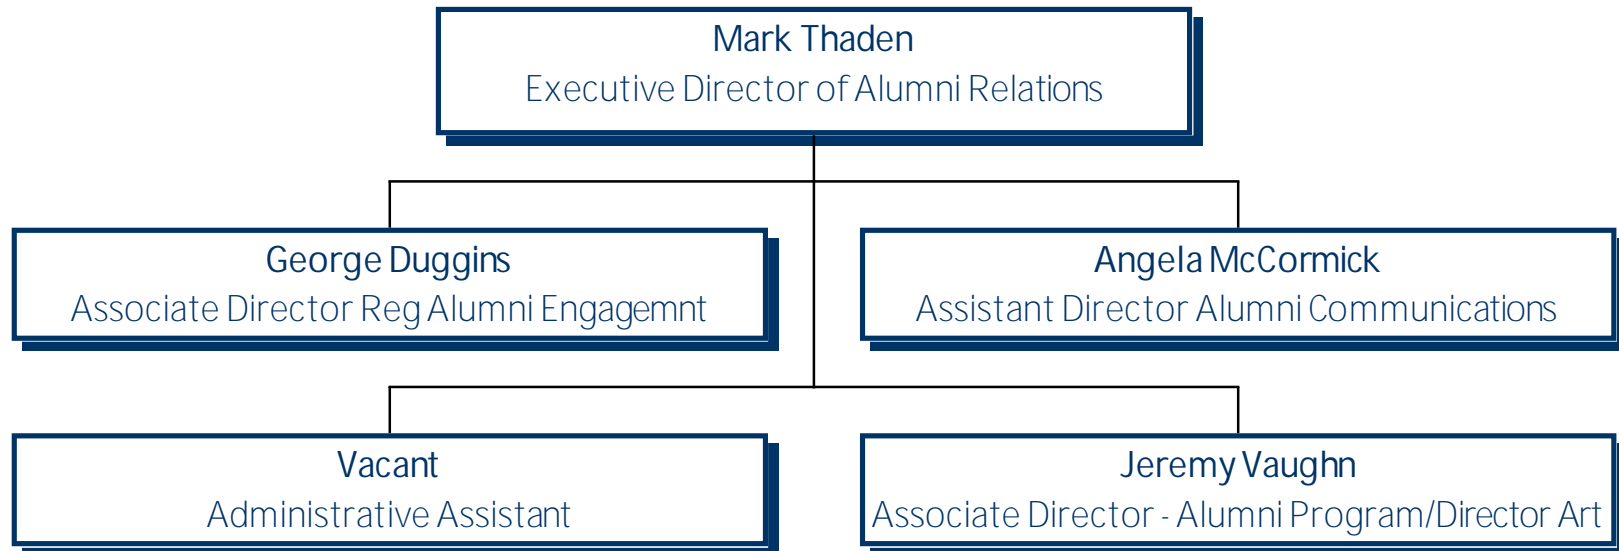 Mark Thaden
Executive Director of Alumni Relations
George Duggins
Associate Director Reg Alumni Engagemnt
Angela McCormick
Assistant Director Alumni Communications
Vacant
Administrative Assistant
Jeremy Vaughn
Associate Director - Alumni Program/Director Art